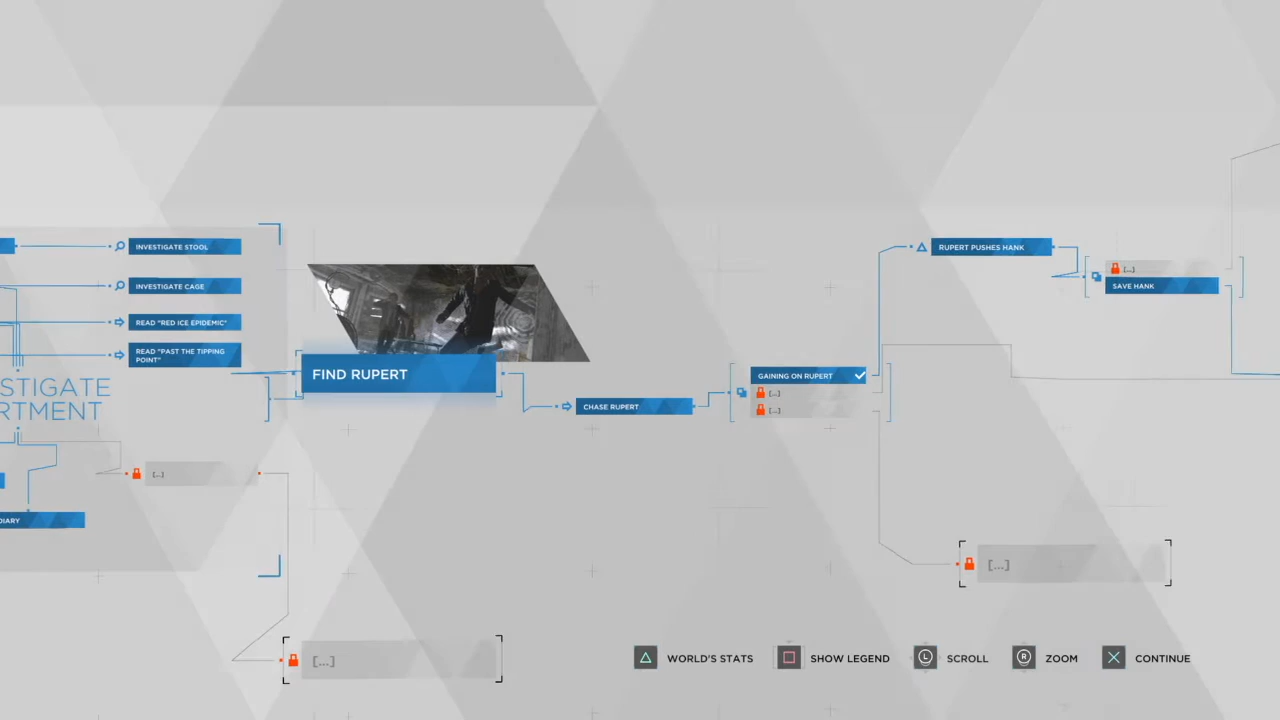 INVESTIGATE STOOL
INVESTIGATE CAGE
READ "RED ICE EPIDEMIC"
READ "PAST THE TIPPING
POINT"
STIGATE
RTMENT
[...]
DIARY
FIND RUPERT
CHASE RUPERT
GAINING ON RUPERT
[...]
[...]
RUPERT PUSHES HANK
[...]
SAVE HANK
[...]
[...]
WORLD'S STATS
SHOW LEGEND
L
SCROLL
R
ZOOM
CONTINUE